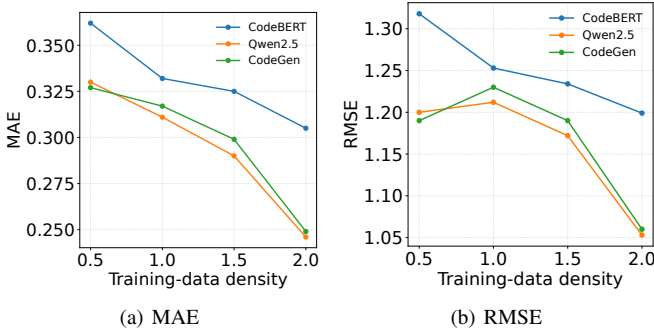 CodeBERT
Qwen2.5
CodeGen
0.350
0.325
0.300
0.275
0.250
MAE
0.5 1.0 1.5 2.0
Training-data density
(a) MAE
CodeBERT
Qwen2.5
CodeGen
1.30
1.25
1.20
1.15
1.10
1.05
RMSE
0.5 1.0 1.5 2.0
Training-data density
(b) RMSE